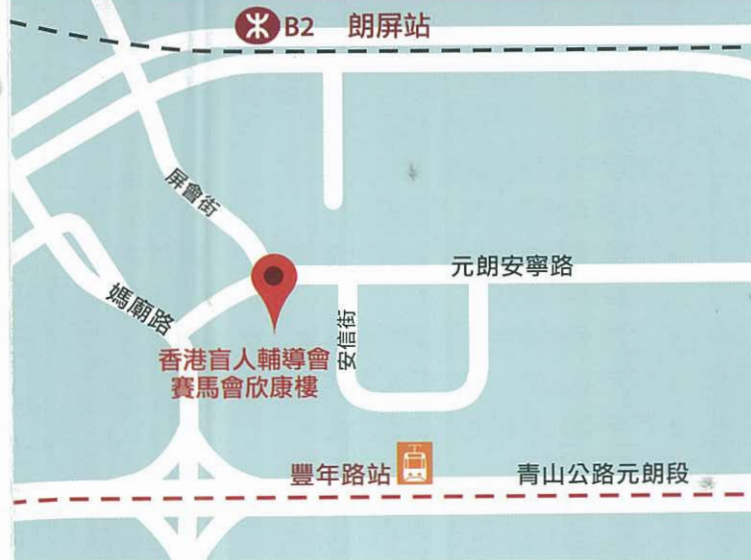 B2 朗屏站
屏會街
元朗安寧路
媽廟路
安信街
香港盲人輔導會
賽馬會欣康樓
豐年路站
青山公路元朗段